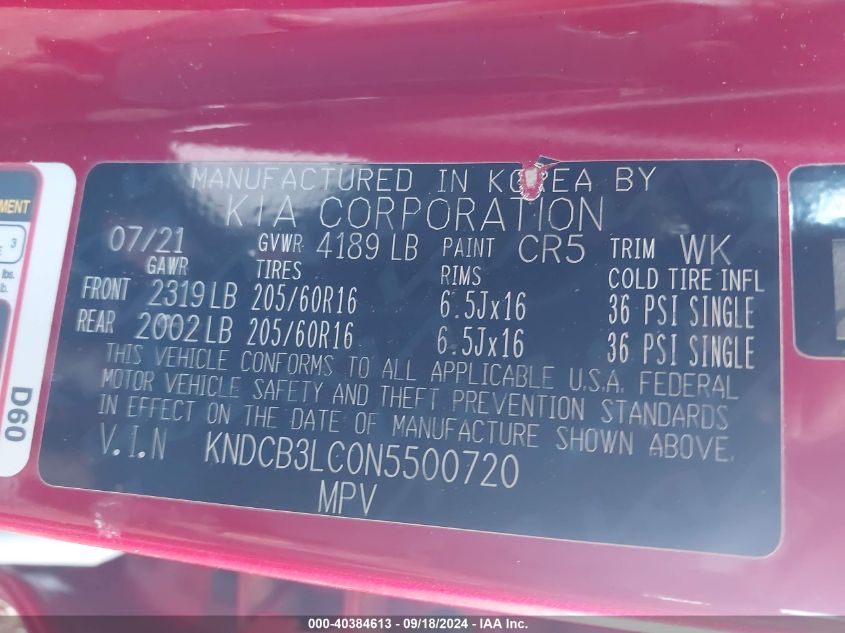 MANUFACTURED IN KOREA BY
KIA CORPORATION
07/21 GVWR 4189 LB PAINT CR5 TRIM WK
GAWR TIRES RIMS COLD TIRE INFL
FRONT 2319 LB 205/60R16 6.5Jx16 36 PSI SINGLE
REAR 2002 LB 205/60R16 6.5Jx16 36 PSI SINGLE
THIS VEHICLE CONFORMS TO ALL APPLICABLE U.S.A. FEDERAL
MOTOR VEHICLE SAFETY AND THEFT PREVENTION STANDARDS
IN EFFECT ON THE DATE OF MANUFACTURE SHOWN ABOVE.
V.I.N KNDCB3LC0N5500720
MPV
3
lbs.
lb.
D60
000-40384613 - 09/18/2024 - IAA Inc.